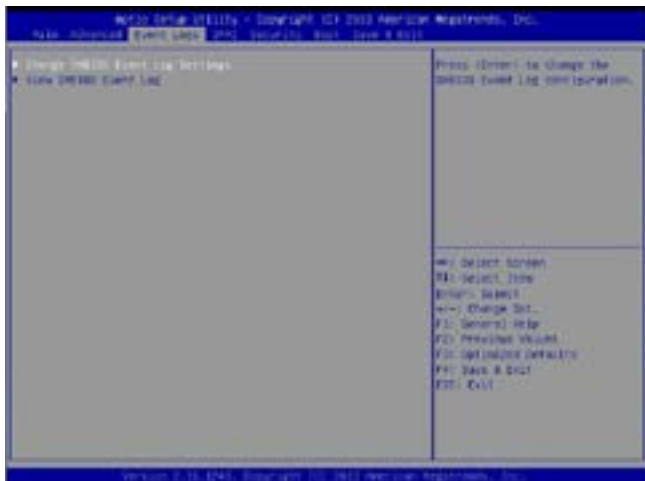 Aptio Setup Utility - Copyright (C) 2013 American Megatrends, Inc.
Main Advanced Event Logs IPMI Security Boot Save & Exit
Change SMBIOS Event Log Settings
View SMBIOS Event Log
Press <Enter> to change the
SMBIOS Event Log configuration.
: Select Screen
: Select Item
Enter: Select
+/-: Change Opt.
F1: General Help
F2: Previous Values
F3: Optimized Defaults
F4: Save & Exit
ESC: Exit
Version Copyright (C) 2013 American Megatrends, Inc.